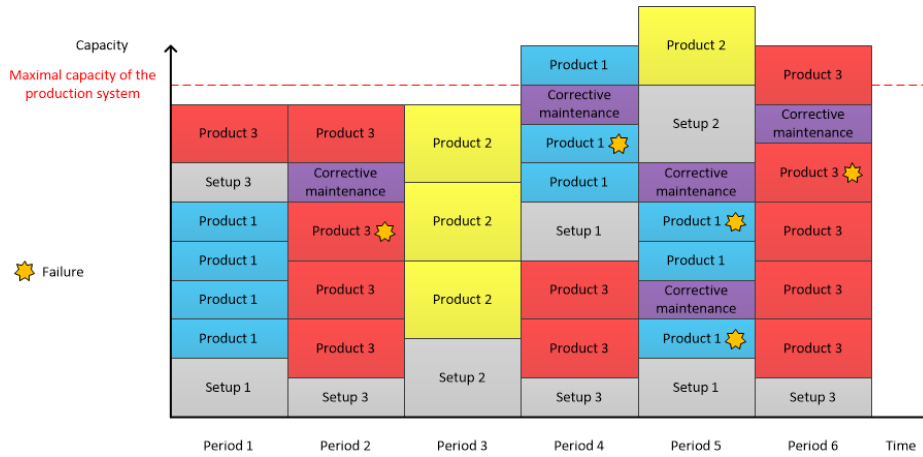 Capacity
Maximal capacity of the
production system
Failure
Product 3
Setup 3
Product 1
Product 1
Product 1
Product 1
Setup 1
Product 3
Corrective
maintenance
Product 3
Product 3
Product 3
Setup 3
Product 2
Product 2
Product 2
Setup 2
Product 1
Corrective
maintenance
Product 1
Product 1
Setup 1
Product 3
Product 3
Setup 3
Product 2
Setup 2
Corrective
maintenance
Product 1
Product 1
Corrective
maintenance
Product 1
Setup 1
Product 3
Corrective
maintenance
Product 3
Product 3
Product 3
Product 3
Setup 3
Period 1
Period 2
Period 3
Period 4
Period 5
Period 6
Time